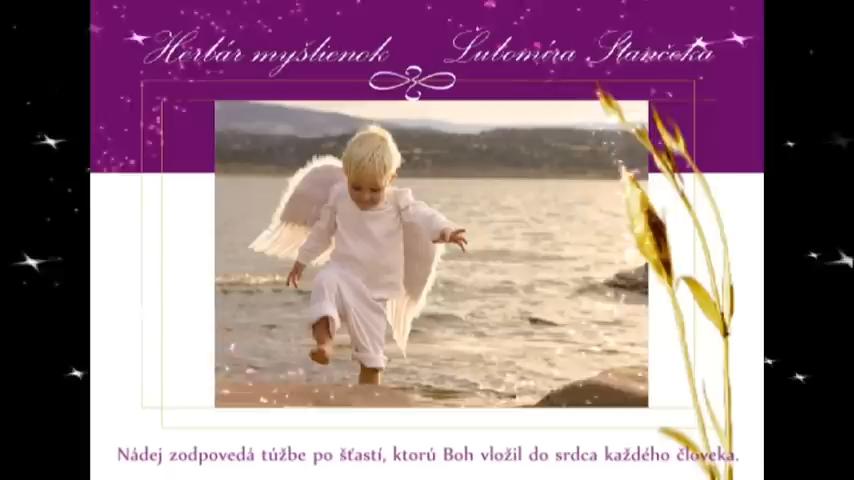 Herbár myšlienok Ľubomíra Stančeka
Nádej zodpovedá túžbe po šťastí, ktorú Boh vložil do srdca každého človeka.